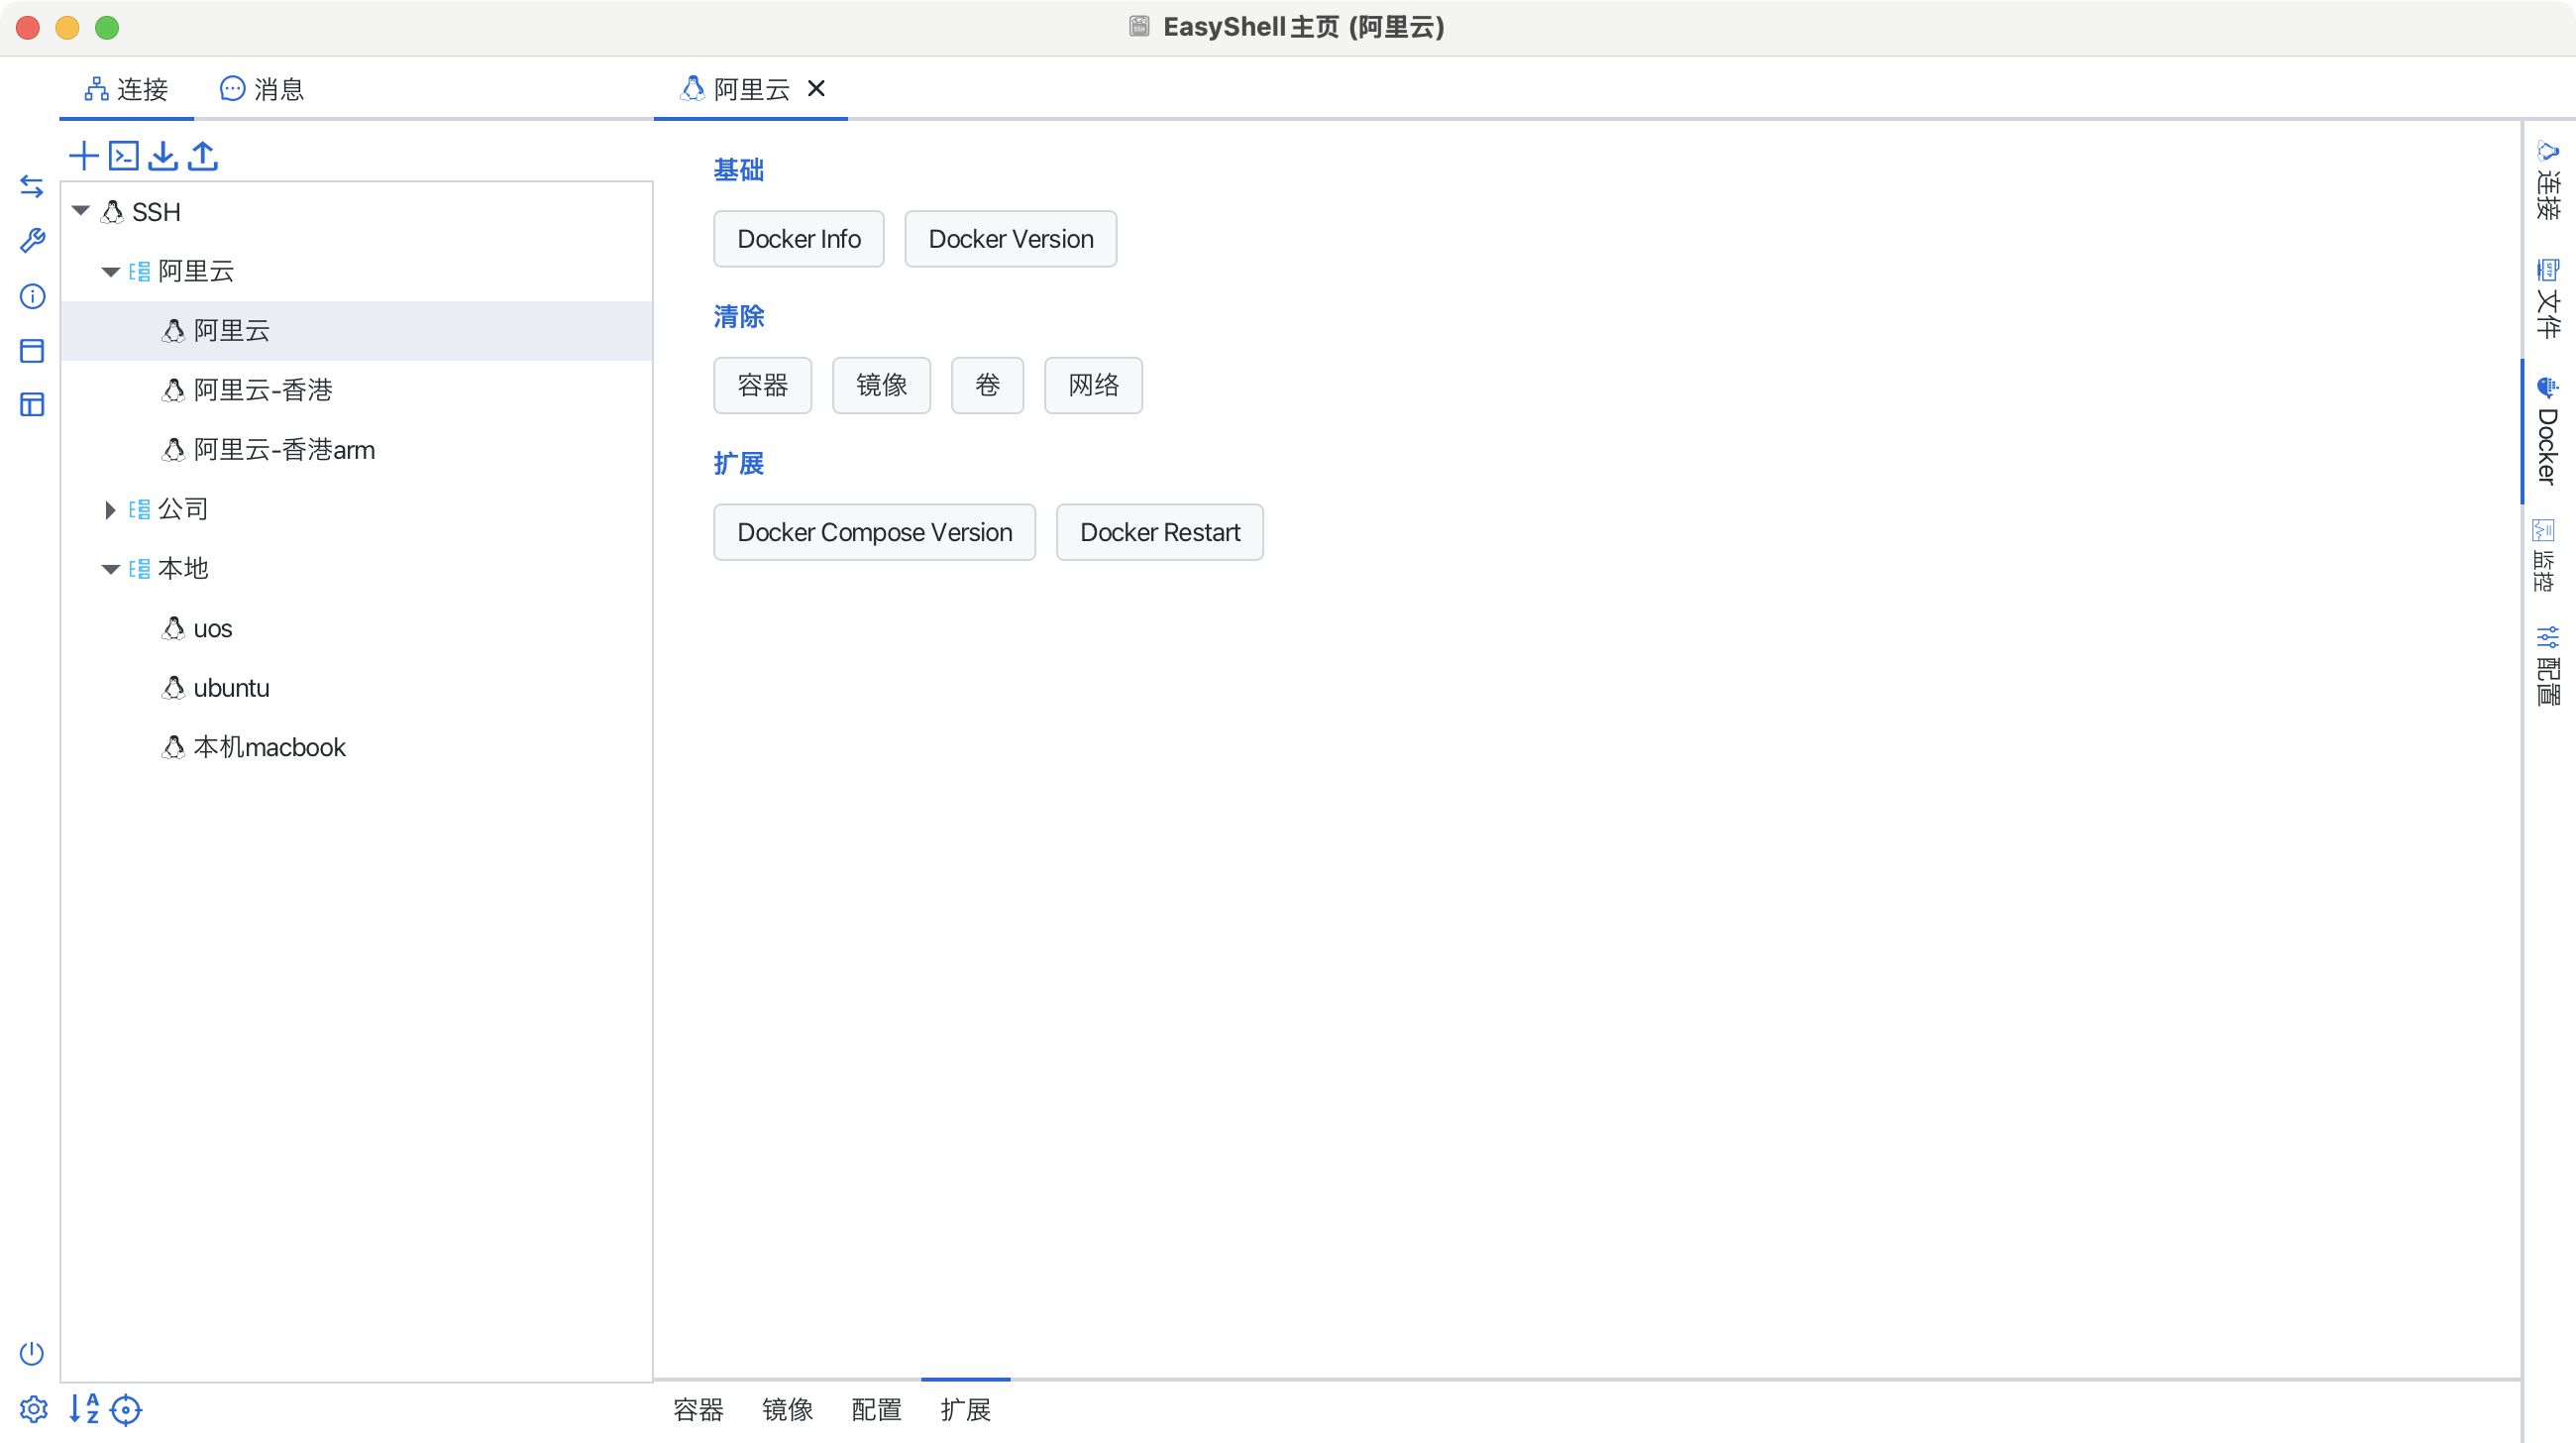 EasyShell主页 (阿里云)
连接 消息 阿里云
SSH
阿里云
阿里云
阿里云-香港
阿里云-香港arm
公司
本地
uos
ubuntu
本机macbook
基础
Docker Info Docker Version
清除
容器 镜像 卷 网络
扩展
Docker Compose Version Docker Restart
容器 镜像 配置 扩展
连接
文件
Docker
监控
配置